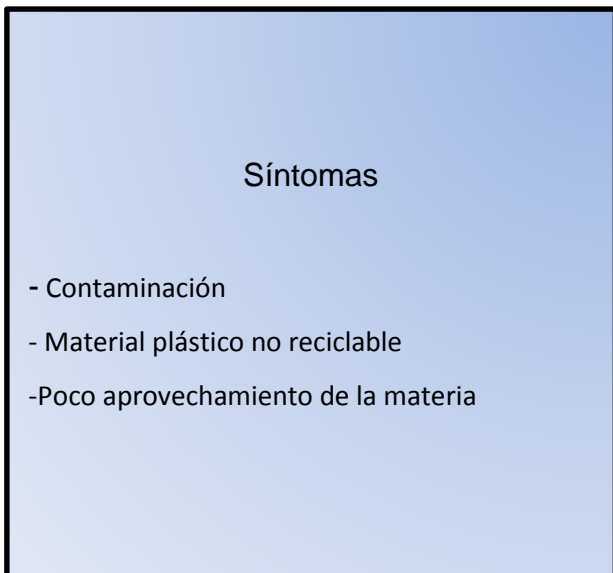 Síntomas
- Contaminación
- Material plástico no reciclable
-Poco aprovechamiento de la materia